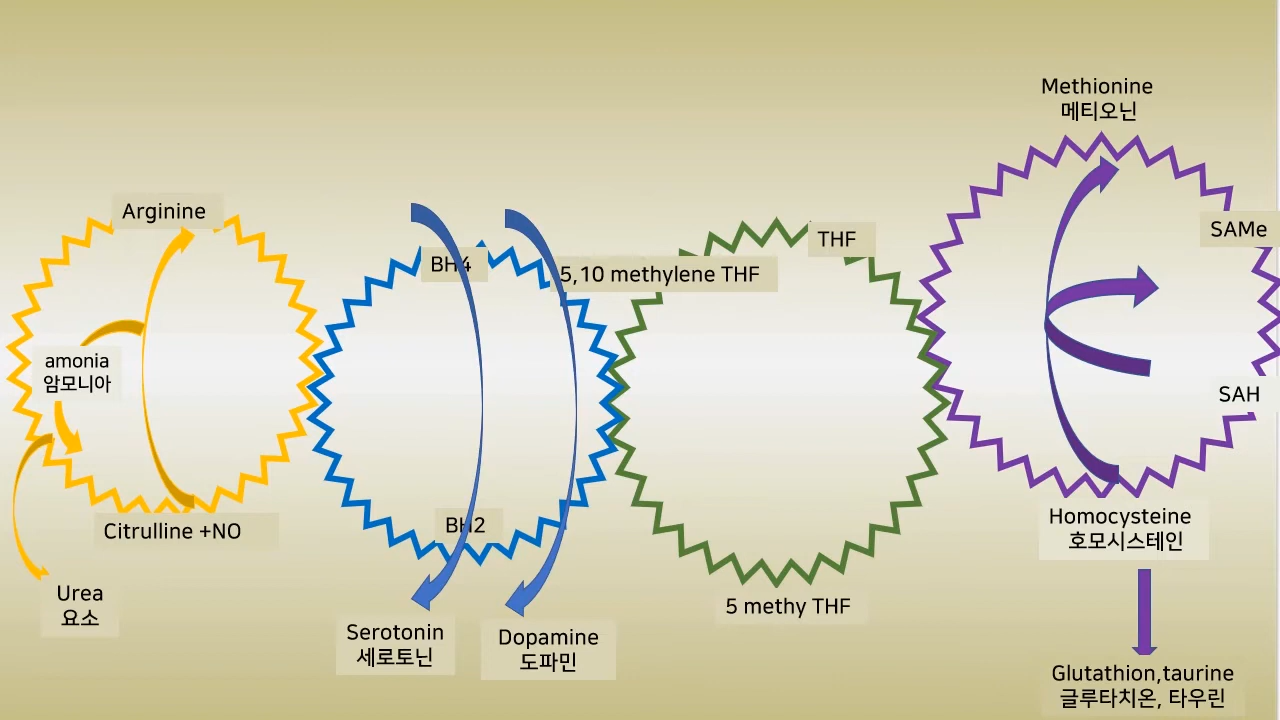 Methionine
메티오닌
Arginine
SAMe
THF
BH4
5,10 methylene THF
amonia
암모니아
SAH
Citrulline +NO
BH2
Homocysteine
호모시스테인
Urea
요소
5 methy THF
Serotonin
세로토닌
Dopamine
도파민
Glutathion,taurine
글루타치온, 타우린